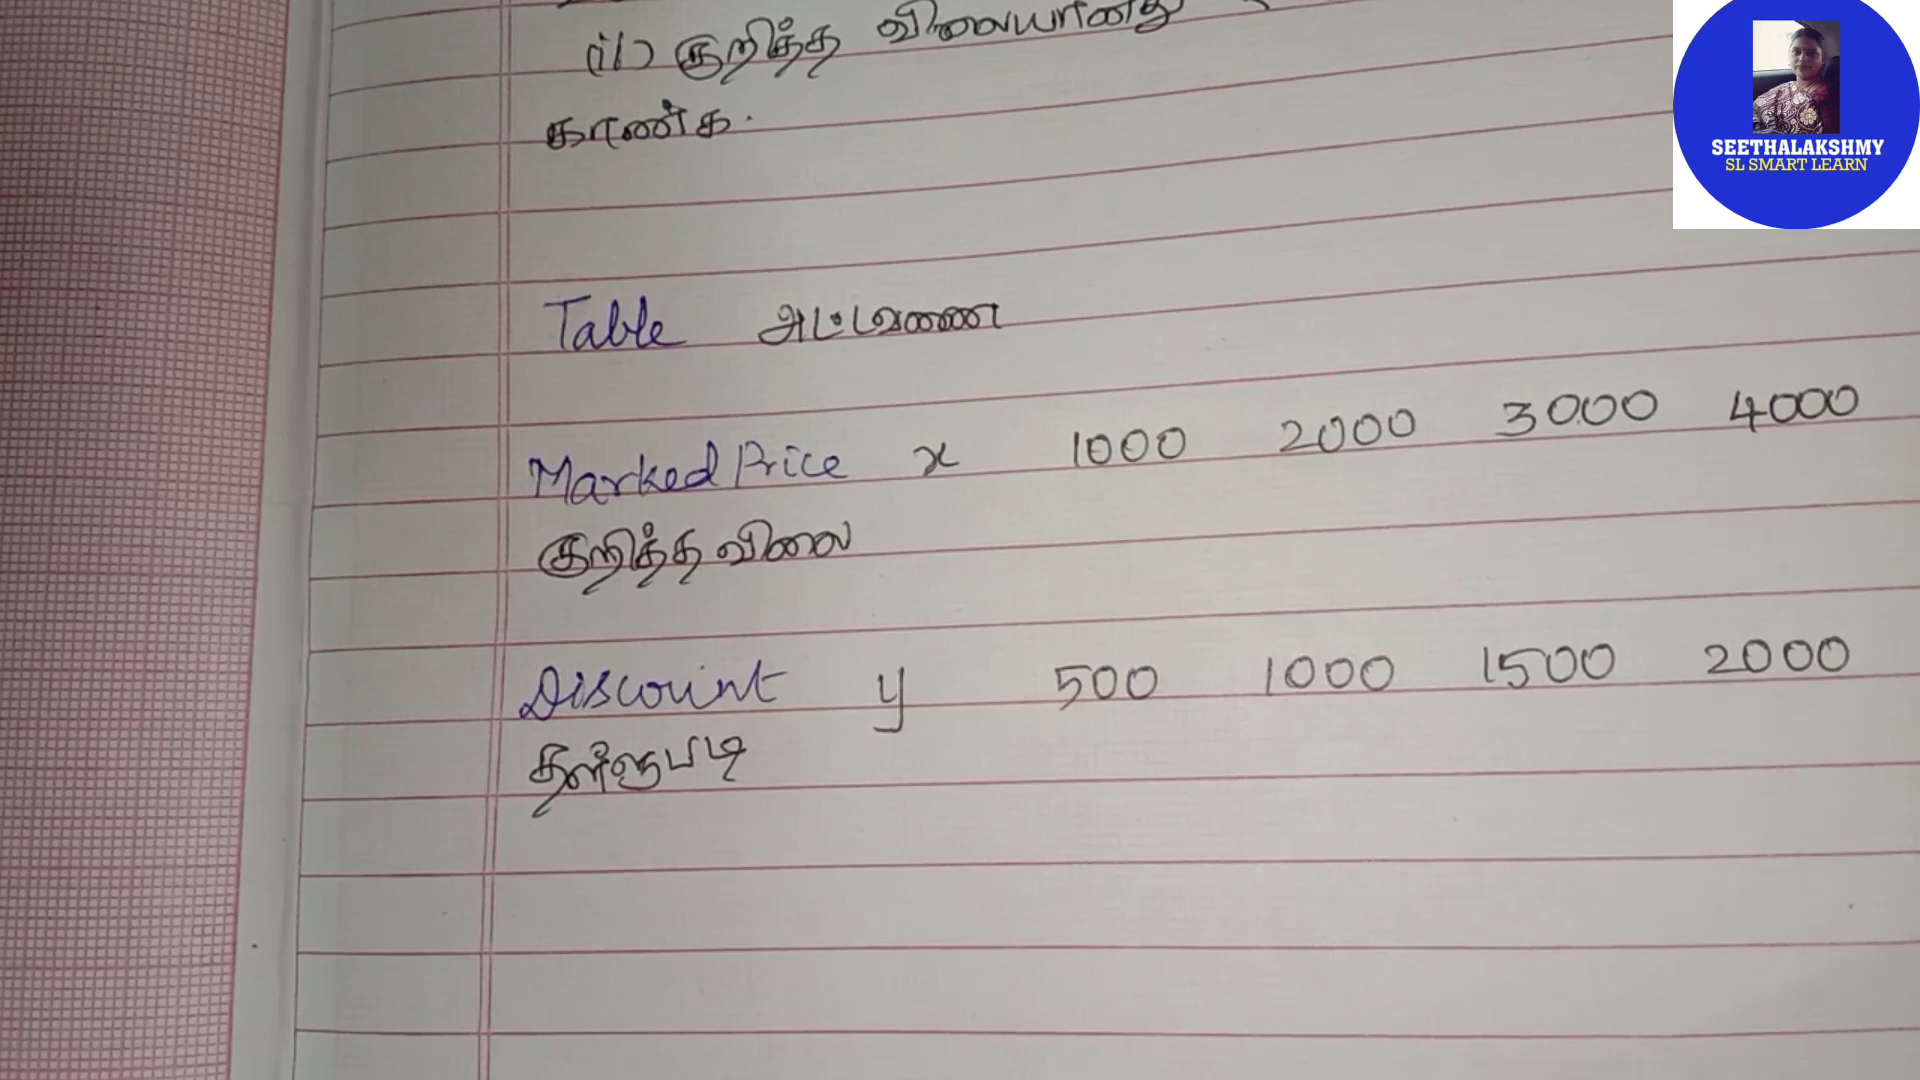 (ii) குறித்த விலையானது
காண்க.
SEETHALAKSHMY
SL SMART LEARN
Table அட்டவணை
Marked Price x 1000 2000 3000 4000
குறித்த விலை
Discount y 500 1000 1500 2000
தள்ளுபடி